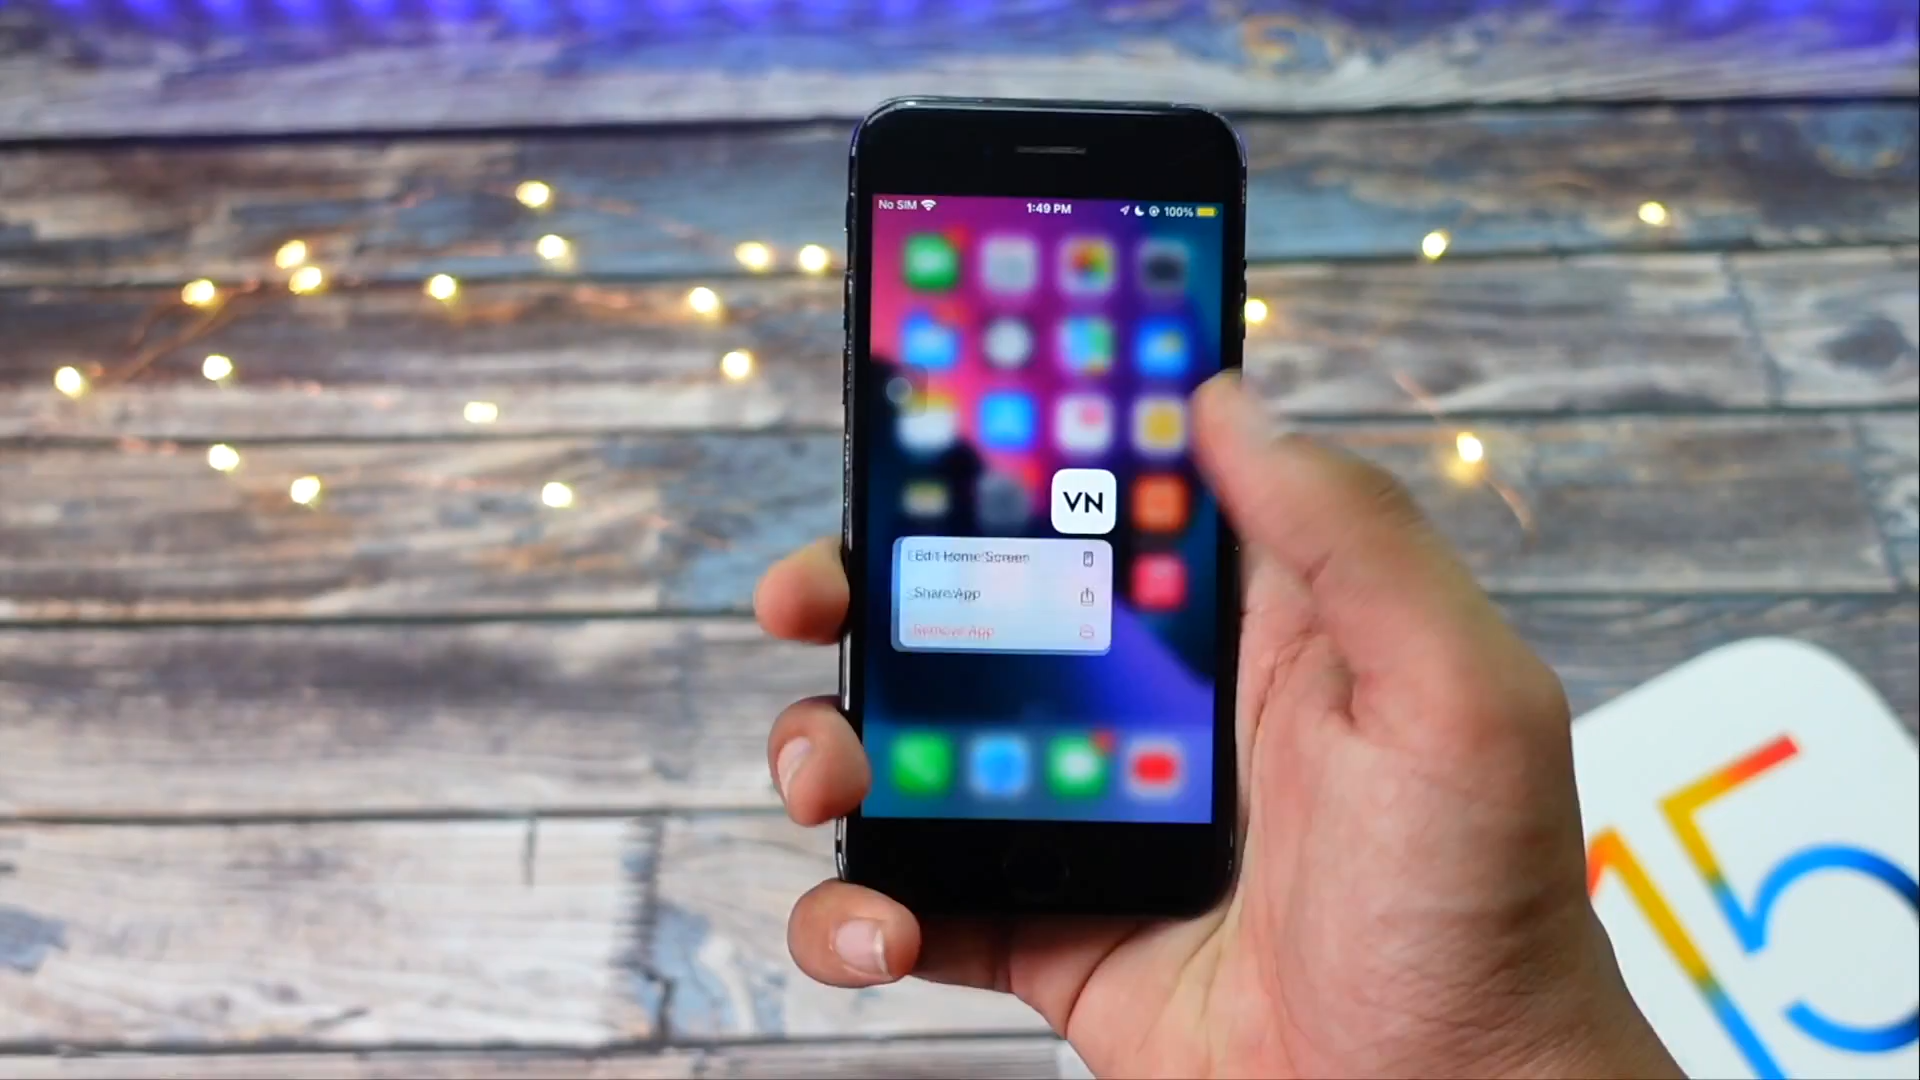 No SIM 1:49 PM 100%
VN
Edit Home Screen
Share App
Remove App
15